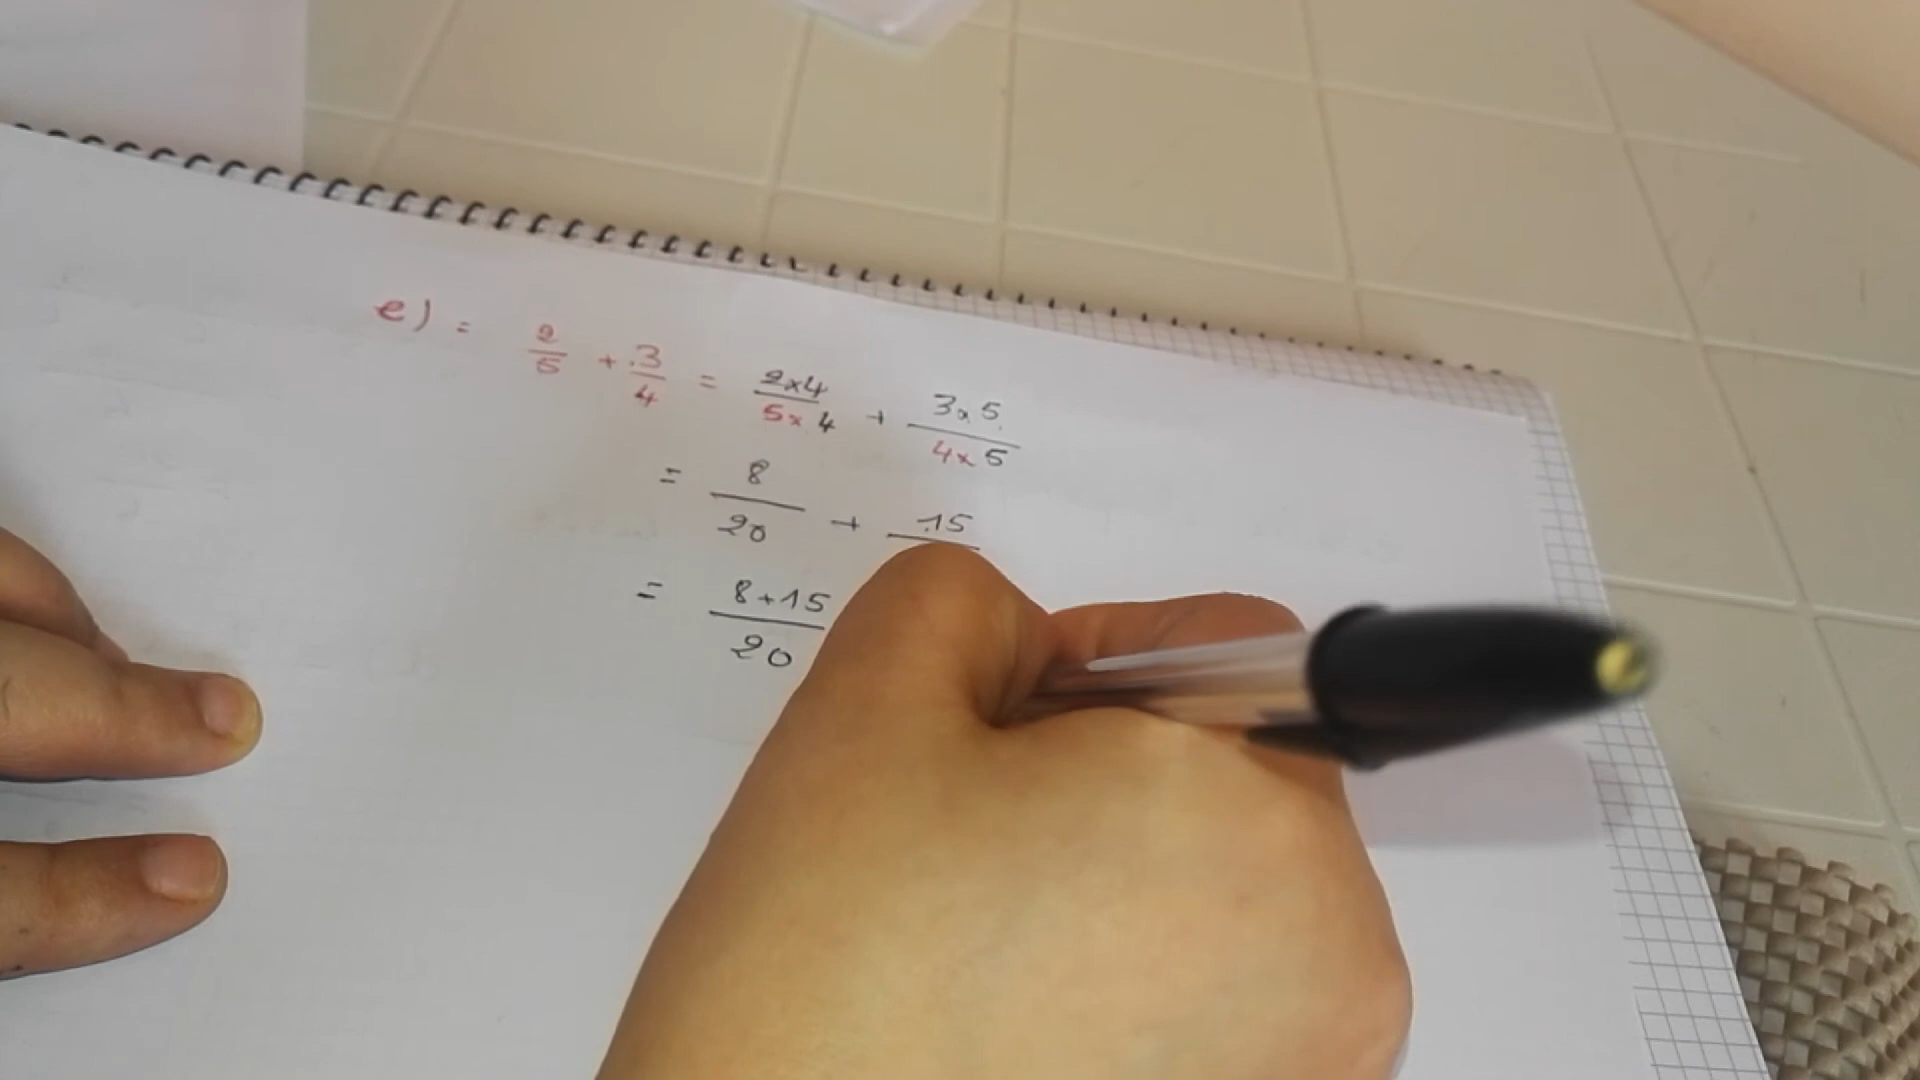 e) = 2/5 + 3/4 = 2x4/5x4 + 3x5/4x5
= 8/20 + 15/
= 8+15/20